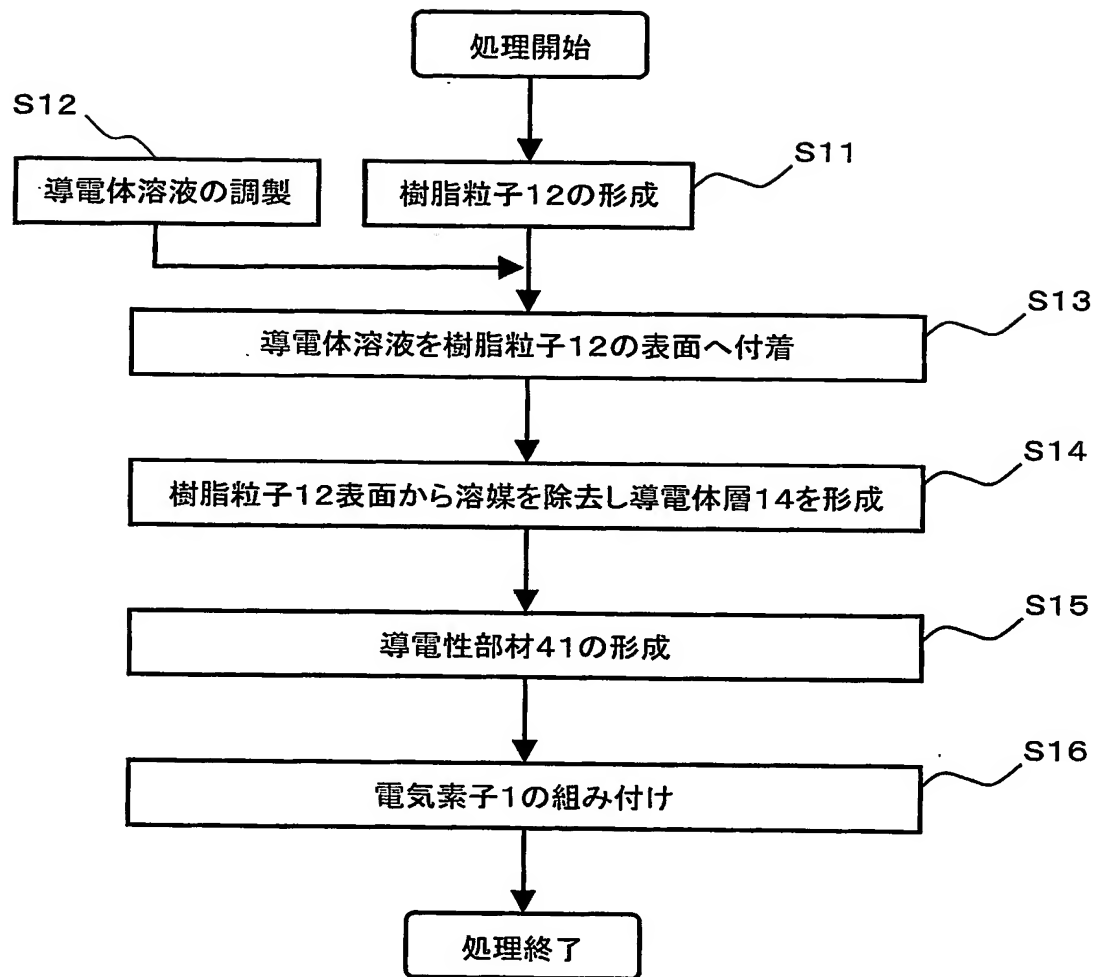 処理開始
S12
導電体溶液の調製
S11
樹脂粒子12の形成
S13
導電体溶液を樹脂粒子12の表面へ付着
S14
樹脂粒子12表面から溶媒を除去し導電体層14を形成
S15
導電性部材41の形成
S16
電気素子1の組み付け
処理終了